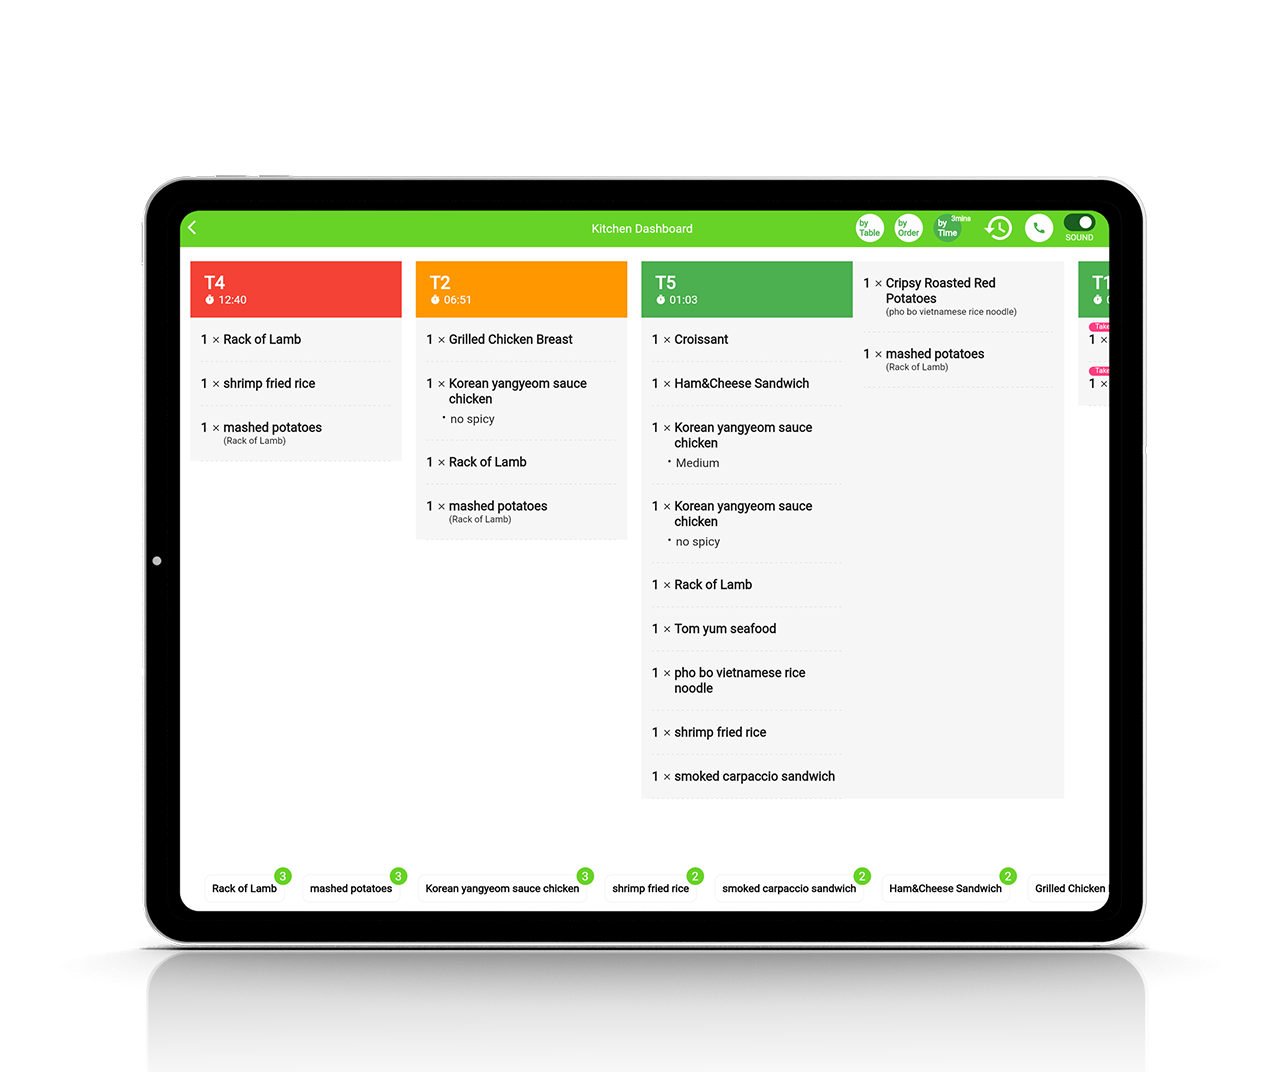 Kitchen Dashboard
by
Table
by
Order
by
3mins
Time
SOUND
T4
12:40
1 × Rack of Lamb
1 × shrimp fried rice
1 × mashed potatoes
(Rack of Lamb)
T2
06:51
1 × Grilled Chicken Breast
1 × Korean yangyeom sauce
chicken
• no spicy
1 × Rack of Lamb
1 × mashed potatoes
(Rack of Lamb)
T5
01:03
1 × Croissant
1 × Ham&Cheese Sandwich
1 × Korean yangyeom sauce
chicken
• Medium
1 × Korean yangyeom sauce
chicken
• no spicy
1 × Rack of Lamb
1 × Tom yum seafood
1 × pho bo vietnamese rice
noodle
1 × shrimp fried rice
1 × smoked carpaccio sandwich
1 × Cripsy Roasted Red
Potatoes
(pho bo vietnamese rice noodle)
1 × mashed potatoes
(Rack of Lamb)
Take
1 ×
Take
1 ×
Rack of Lamb 3
mashed potatoes 3
Korean yangyeom sauce chicken 3
shrimp fried rice 2
smoked carpaccio sandwich 2
Ham&Cheese Sandwich 2
Grilled Chicken